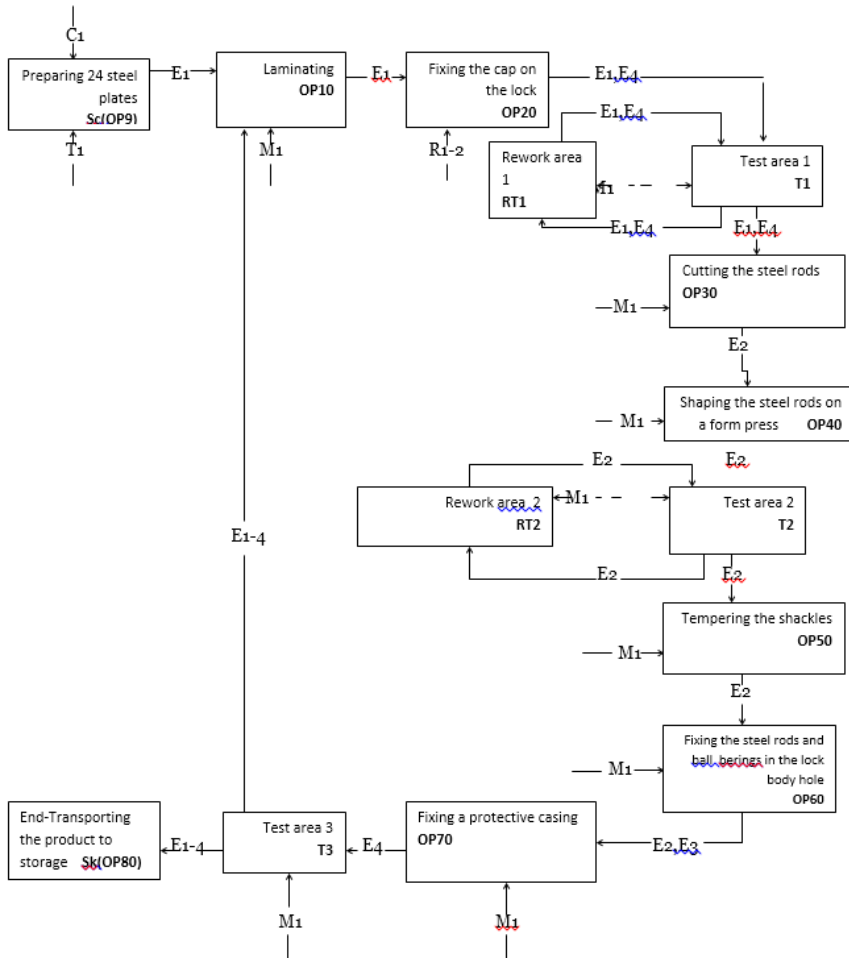 C1
Preparing 24 steel
plates
Sc(OP9)
T1
E1
Laminating
OP10
M1
E1
Fixing the cap on
the lock
OP20
R1-2
E1,E4
E1,E4
Rework area
1
RT1
M1
Test area 1
T1
E1,E4
E1,E4
Cutting the steel rods
OP30
M1
E2
Shaping the steel rods on
a form press OP40
M1
E2
E2
Rework area 2
RT2
M1
Test area 2
T2
E2
E2
Tempering the shackles
OP50
M1
E2
Fixing the steel rods and
ball berings in the lock
body hole
OP60
M1
E1-4
End-Transporting
the product to
storage Sk(OP80)
E1-4
Test area 3
T3
E4
Fixing a protective casing
OP70
E2,E3
M1
M1